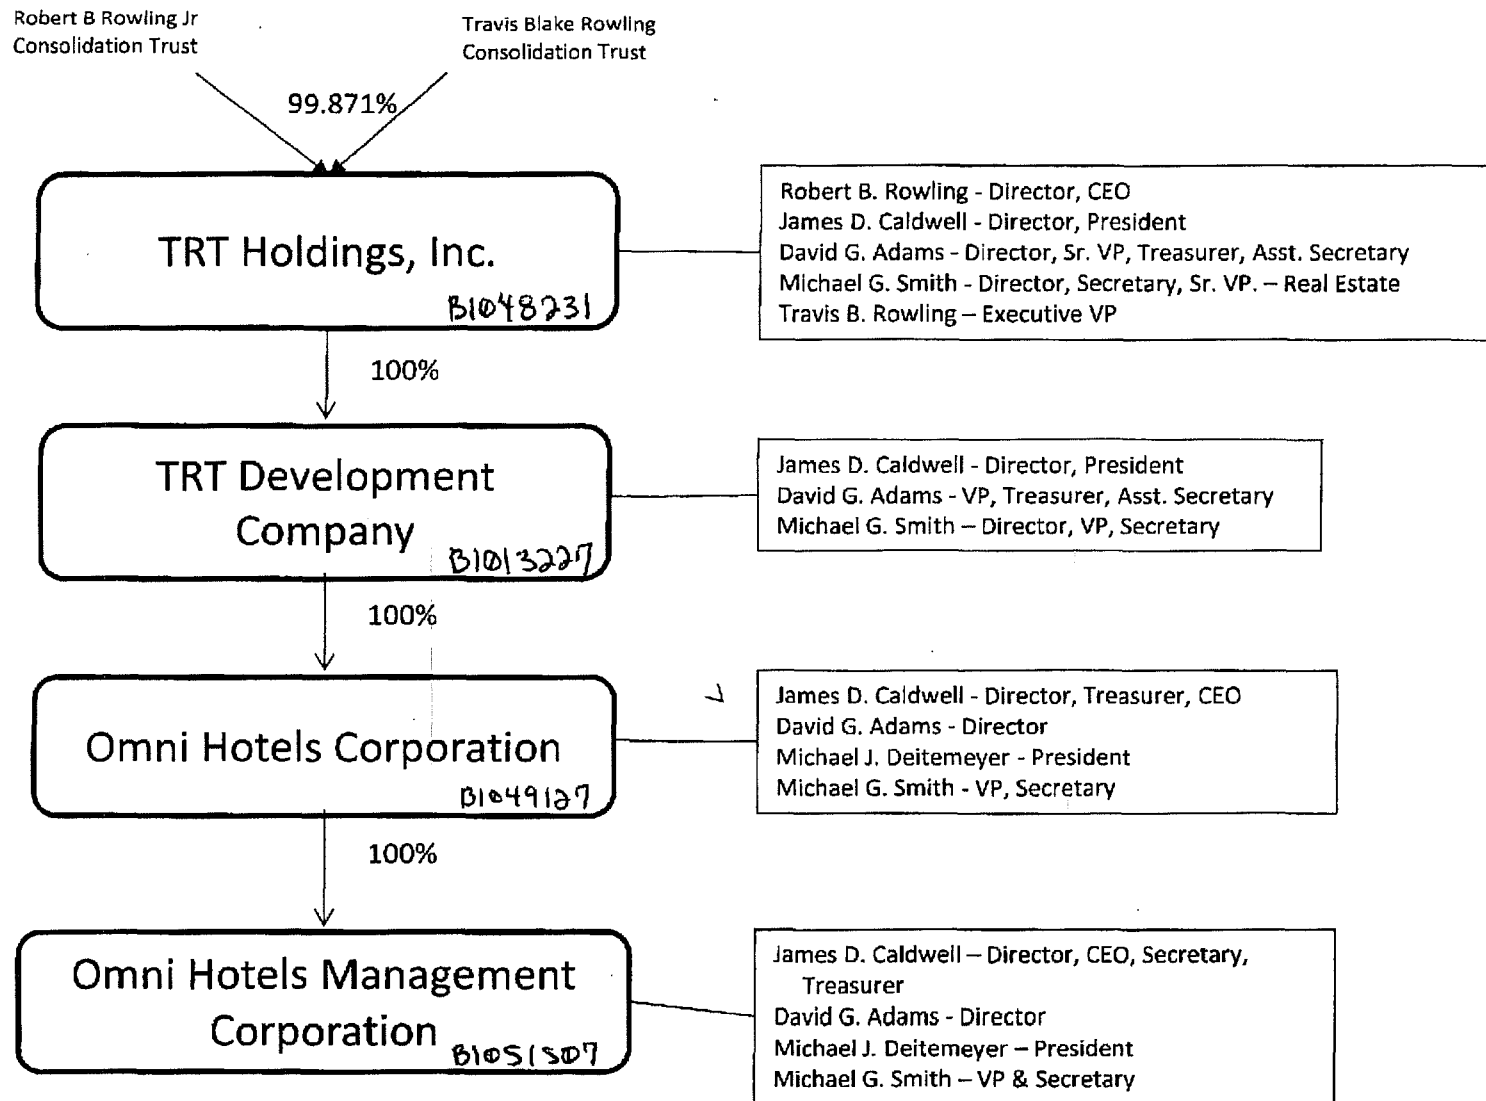 Robert B Rowling Jr
Consolidation Trust
Travis Blake Rowling
Consolidation Trust
99.871%
TRT Holdings, Inc.
B1048231
Robert B. Rowling - Director, CEO
James D. Caldwell - Director, President
David G. Adams - Director, Sr. VP, Treasurer, Asst. Secretary
Michael G. Smith - Director, Secretary, Sr. VP. – Real Estate
Travis B. Rowling – Executive VP
100%
TRT Development
Company
B1013227
James D. Caldwell - Director, President
David G. Adams - VP, Treasurer, Asst. Secretary
Michael G. Smith – Director, VP, Secretary
100%
Omni Hotels Corporation
B1049127
James D. Caldwell - Director, Treasurer, CEO
David G. Adams - Director
Michael J. Deitemeyer - President
Michael G. Smith - VP, Secretary
100%
Omni Hotels Management
Corporation
B1051507
James D. Caldwell – Director, CEO, Secretary,
Treasurer
David G. Adams - Director
Michael J. Deitemeyer – President
Michael G. Smith – VP & Secretary